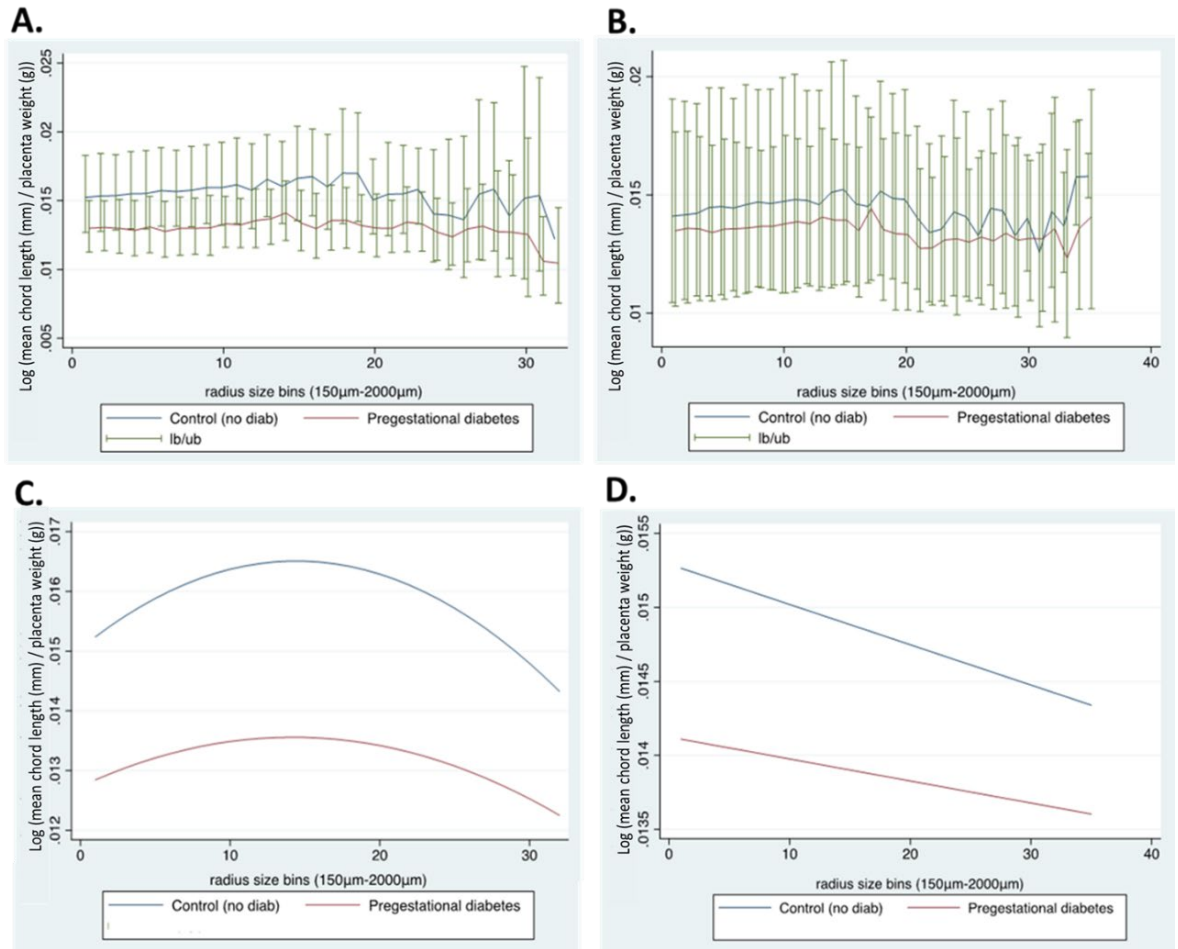 A.
Log (mean chord length (mm) / placenta weight (g))
.025
.02
.015
.01
.005
0 10 20 30
radius size bins (150µm-2000µm)
Control (no diab) Pregestational diabetes
lb/ub
B.
Log (mean chord length (mm) / placenta weight (g))
.02
.015
.01
0 10 20 30 40
radius size bins (150µm-2000µm)
Control (no diab) Pregestational diabetes
lb/ub
C.
Log (mean chord length (mm) / placenta weight (g))
.017
.016
.015
.014
.013
.012
0 10 20 30
radius size bins (150µm-2000µm)
Control (no diab) Pregestational diabetes
D.
Log (mean chord length (mm) / placenta weight (g))
.0155
.015
.0145
.014
.0135
0 10 20 30 40
radius size bins (150µm-2000µm)
Control (no diab) Pregestational diabetes